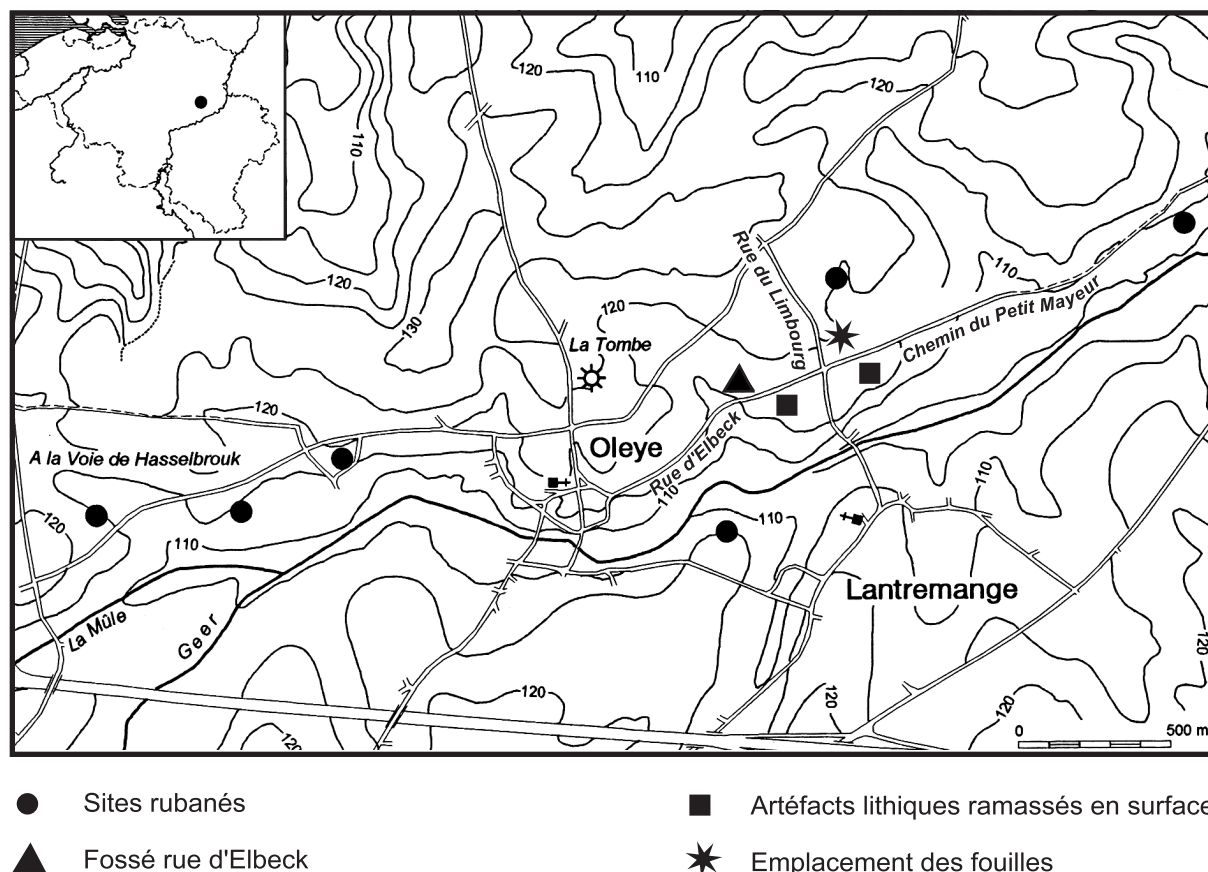 120
110
120
110
120
130
120
La Tombe
Rue du Limbourg
110
Chemin du Petit Mayeur
120
A la Voie de Hasselbrouk
Oleye
Rue d'Elbeck
110
110
120
110
110
La Mûle
Geer
Lantremange
120
120
120
120
120
0 500 m
Sites rubanés
Artéfacts lithiques ramassés en surface
Fossé rue d'Elbeck
Emplacement des fouilles